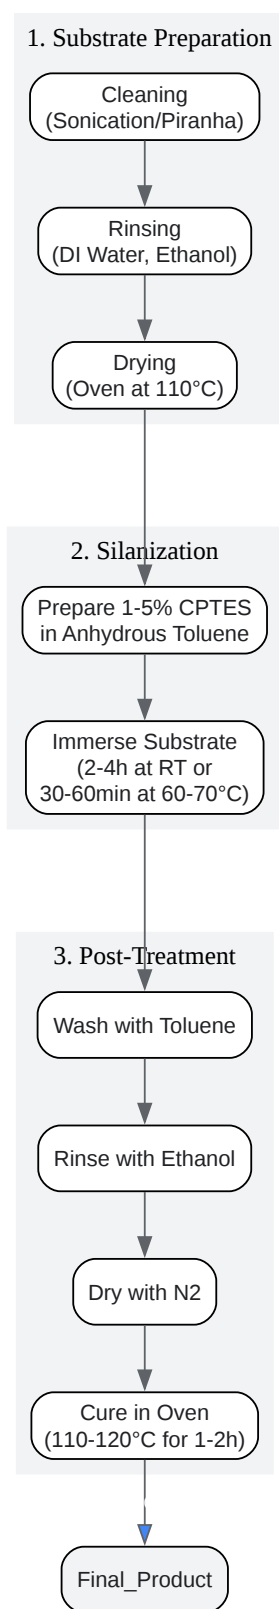 1. Substrate Preparation
Cleaning
(Sonication/Piranha)
Rinsing
(DI Water, Ethanol)
Drying
(Oven at 110°C)
2. Silanization
Prepare 1-5% CPTES
in Anhydrous Toluene
Immerse Substrate
(2-4h at RT or
30-60min at 60-70°C)
3. Post-Treatment
Wash with Toluene
Rinse with Ethanol
Dry with N2
Cure in Oven
(110-120°C for 1-2h)
Final_Product